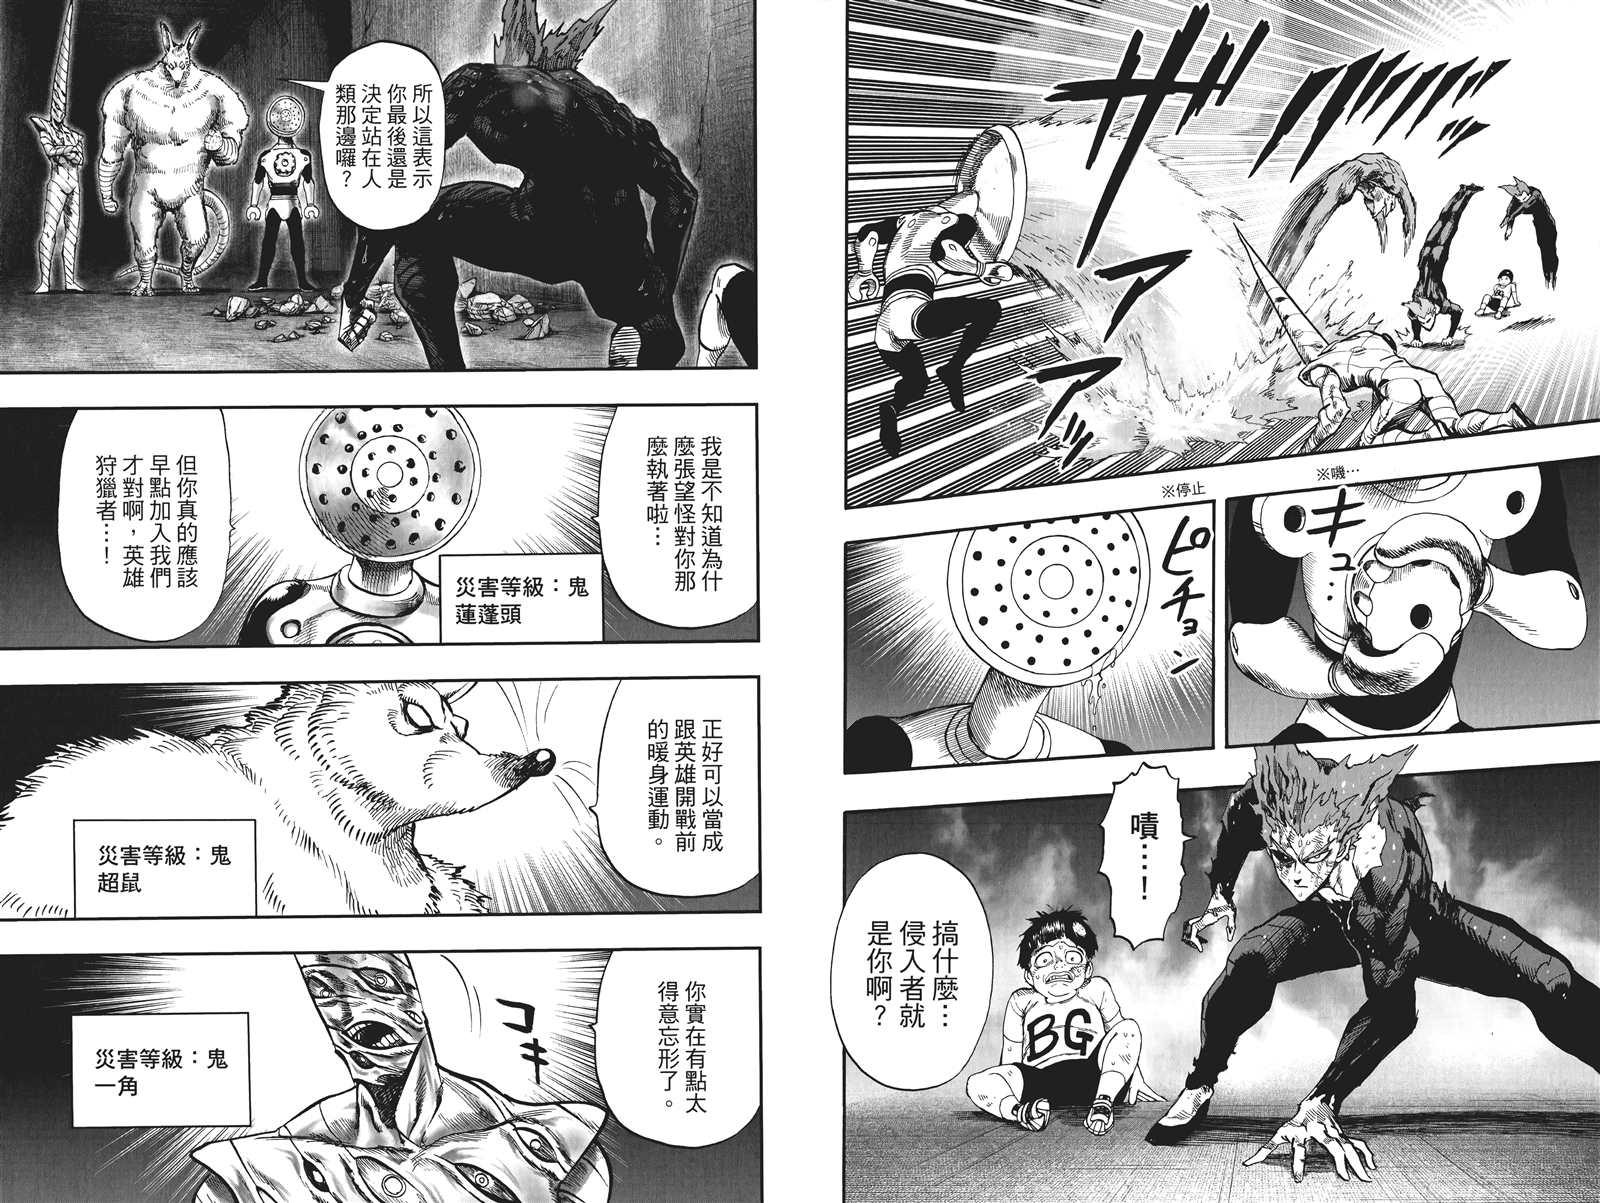 ザァァァ
※嘰…
キュ…
※停止
ピチョン
嘖…！
搞什麼…
侵入者就
是你啊？
BG
所以這表示
你最後還是
決定站在人
類那邊囉？
我是不知道為什
麼張望怪對你那
麼執著啦…
災害等級：鬼
蓮蓬頭
但你真的應該
早點加入我們
才對啊，英雄
狩獵者…！
正好可以當成
跟英雄開戰前
的暖身運動。
災害等級：鬼
超鼠
你實在有點太
得意忘形了。
コキ
災害等級：鬼
一角